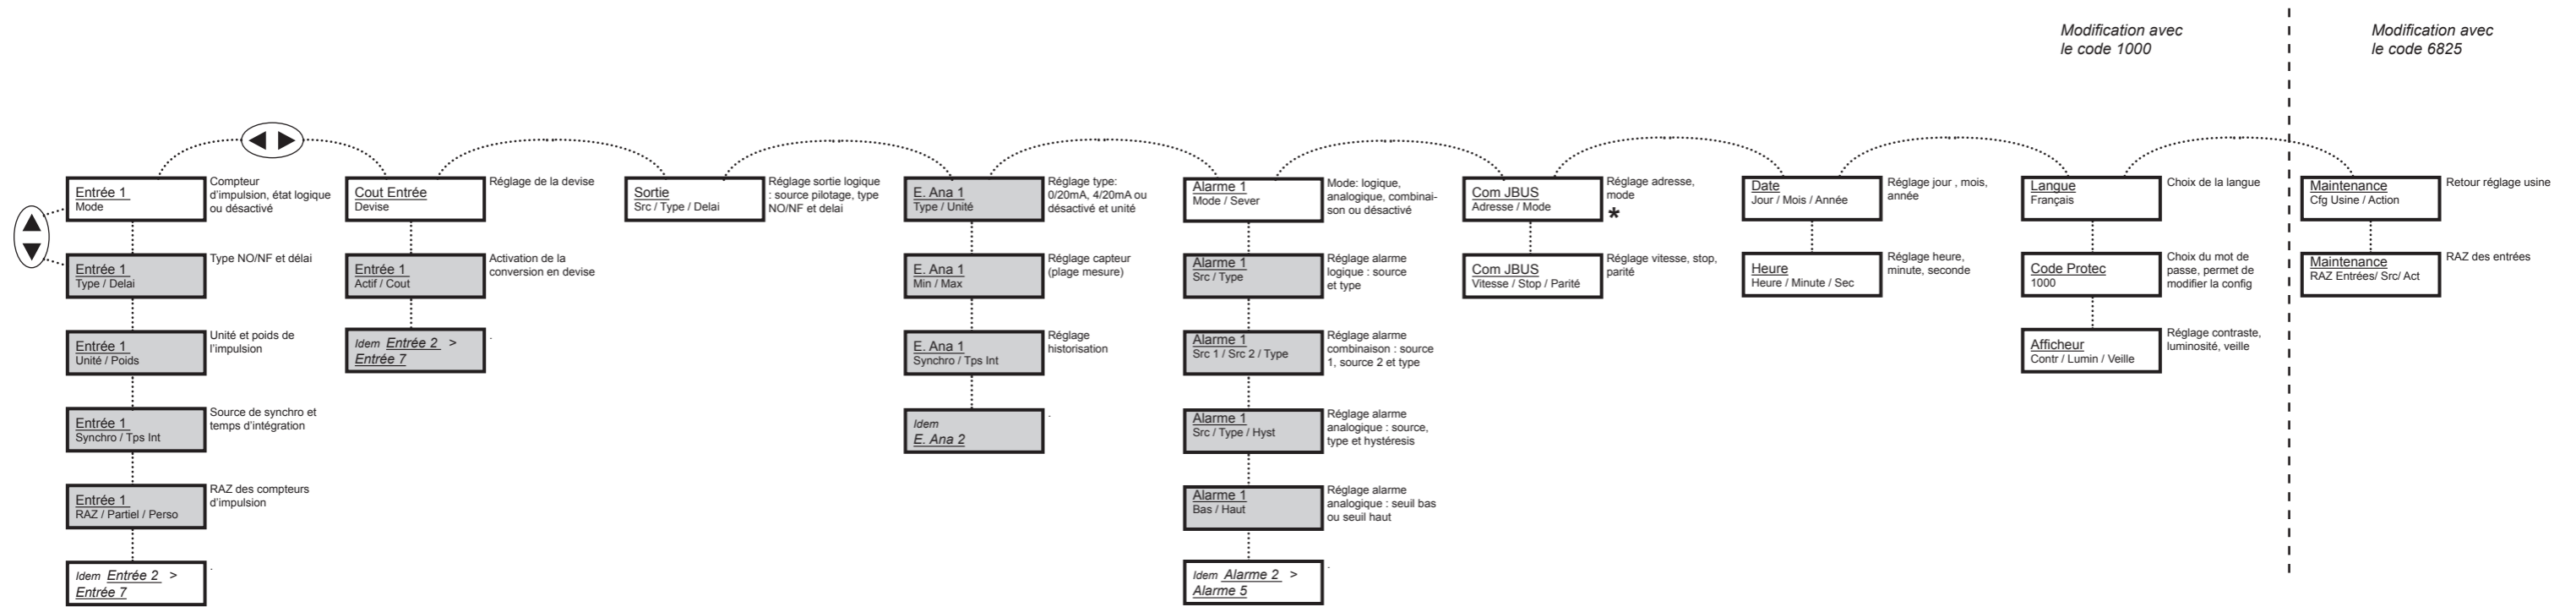 Modification avec
le code 1000
Modification avec
le code 6825
Entrée 1
Mode
Compteur
d'impulsion, état logique
ou désactivé
Entrée 1
Type / Delai
Type NO/NF et délai
Entrée 1
Unité / Poids
Unité et poids de
l'impulsion
Entrée 1
Synchro / Tps Int
Source de synchro et
temps d'intégration
Entrée 1
RAZ / Partiel / Perso
RAZ des compteurs
d'impulsion
Idem Entrée 2 >
Entrée 7
.
Cout Entrée
Devise
Réglage de la devise
Entrée 1
Actif / Cout
Activation de la
conversion en devise
Idem Entrée 2 >
Entrée 7
.
Sortie
Src / Type / Delai
Réglage sortie logique
: source pilotage, type
NO/NF et delai
E. Ana 1
Type / Unité
Réglage type:
0/20mA, 4/20mA ou
désactivé et unité
E. Ana 1
Min / Max
Réglage capteur
(plage mesure)
E. Ana 1
Synchro / Tps Int
Réglage
historisation
Idem
E. Ana 2
.
Alarme 1
Mode / Sever
Mode: logique,
analogique, combinai-
son ou désactivé
Alarme 1
Src / Type
Réglage alarme
logique : source
et type
Alarme 1
Src 1 / Src 2 / Type
Réglage alarme
combinaison : source
1, source 2 et type
Alarme 1
Src / Type / Hyst
Réglage alarme
analogique : source,
type et hystéresis
Alarme 1
Bas / Haut
Réglage alarme
analogique : seuil bas
ou seuil haut
Idem Alarme 2 >
Alarme 5
.
Com JBUS
Adresse / Mode
Réglage adresse,
mode
*
Com JBUS
Vitesse / Stop / Parité
Réglage vitesse, stop,
parité
Date
Jour / Mois / Année
Réglage jour , mois,
année
Heure
Heure / Minute / Sec
Réglage heure,
minute, seconde
Langue
Français
Choix de la langue
Code Protec
1000
Choix du mot de
passe, permet de
modifier la config
Afficheur
Contr / Lumin / Veille
Réglage contraste,
luminosité, veille
Maintenance
Cfg Usine / Action
Retour réglage usine
Maintenance
RAZ Entrées/ Src/ Act
RAZ des entrées